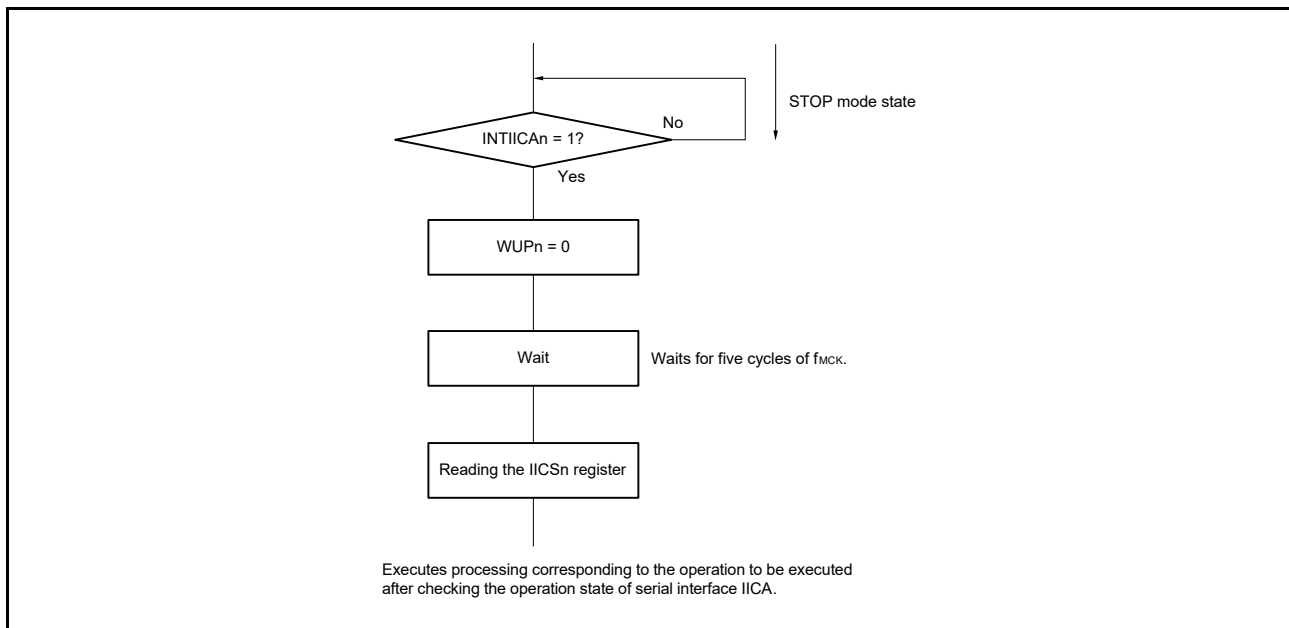 STOP mode state
No
INTIICAn = 1?
Yes
WUPn = 0
Wait
Waits for five cycles of fMCK.
Reading the IICSn register
Executes processing corresponding to the operation to be executed
after checking the operation state of serial interface IICA.